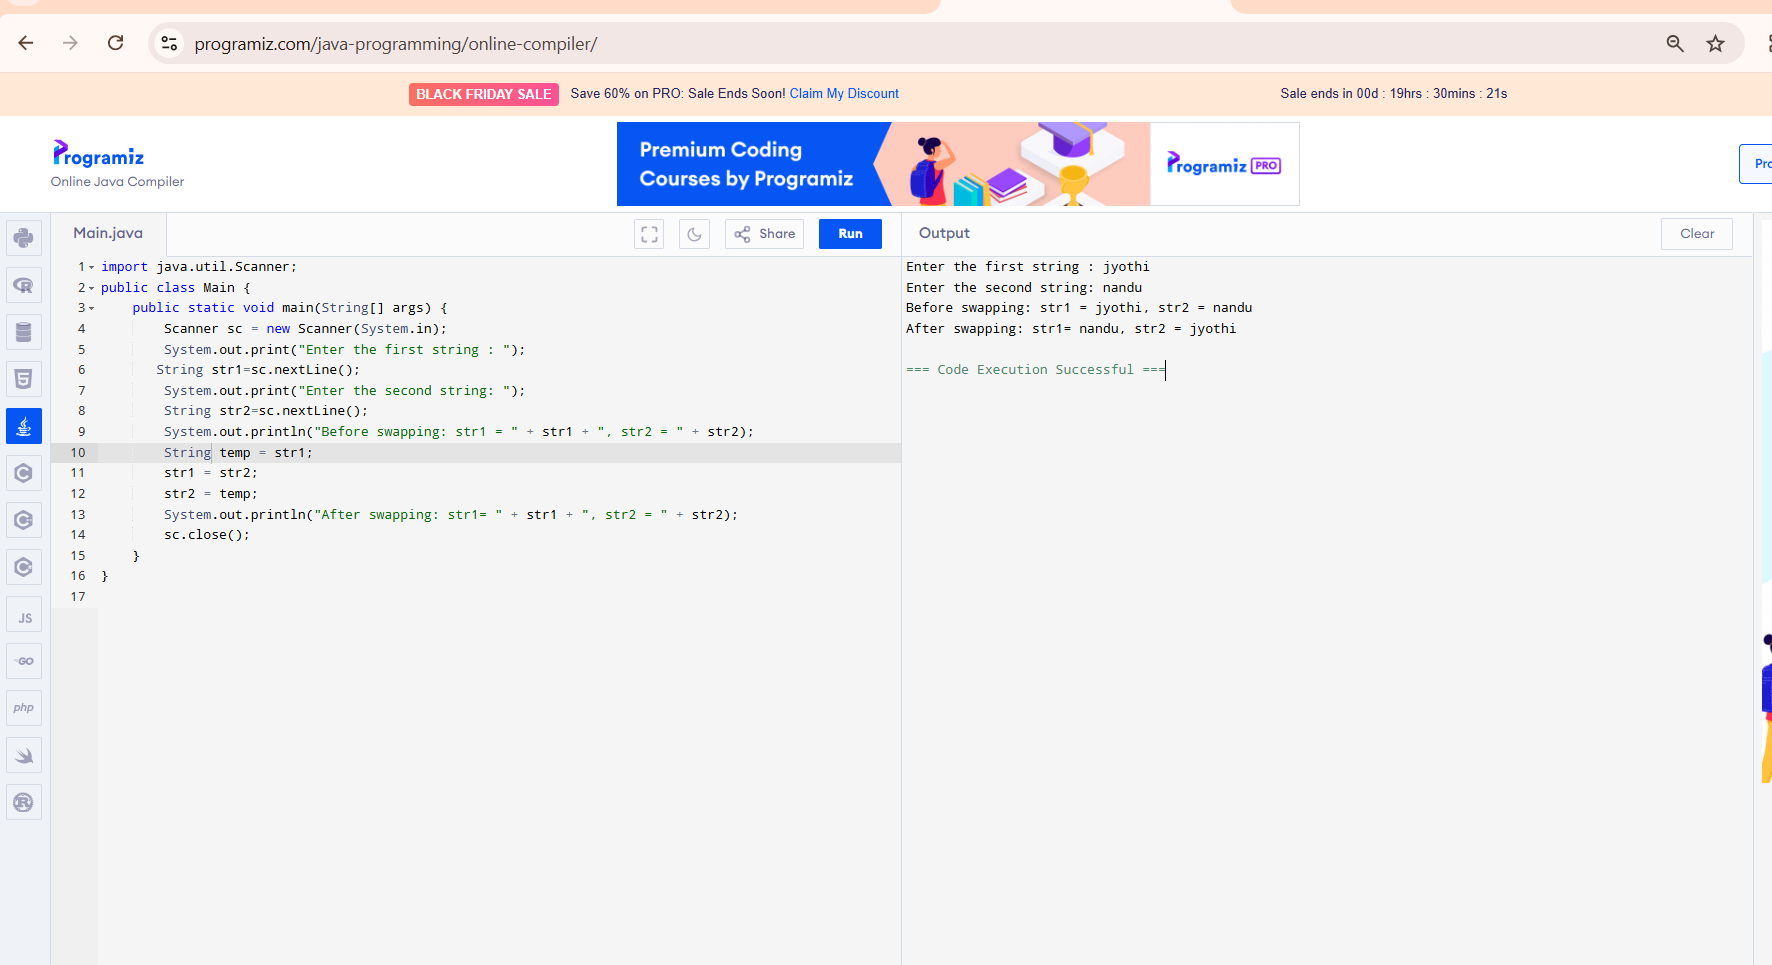 programiz.com/java-programming/online-compiler/
BLACK FRIDAY SALE Save 60% on PRO: Sale Ends Soon! Claim My Discount
Sale ends in 00d : 19hrs : 30mins : 21s
Programiz
Online Java Compiler
Premium Coding
Courses by Programiz
Programiz PRO
Main.java
Share
Run
Output
Clear
1 import java.util.Scanner;
2 public class Main {
3 public static void main(String[] args) {
4 Scanner sc = new Scanner(System.in);
5 System.out.print("Enter the first string : ");
6 String str1=sc.nextLine();
7 System.out.print("Enter the second string: ");
8 String str2=sc.nextLine();
9 System.out.println("Before swapping: str1 = " + str1 + ", str2 = " + str2);
10 String temp = str1;
11 str1 = str2;
12 str2 = temp;
13 System.out.println("After swapping: str1= " + str1 + ", str2 = " + str2);
14 sc.close();
15 }
16 }
17
Enter the first string : jyothi
Enter the second string: nandu
Before swapping: str1 = jyothi, str2 = nandu
After swapping: str1= nandu, str2 = jyothi
=== Code Execution Successful ===
R
5
C
C
C
JS
GO
php
R